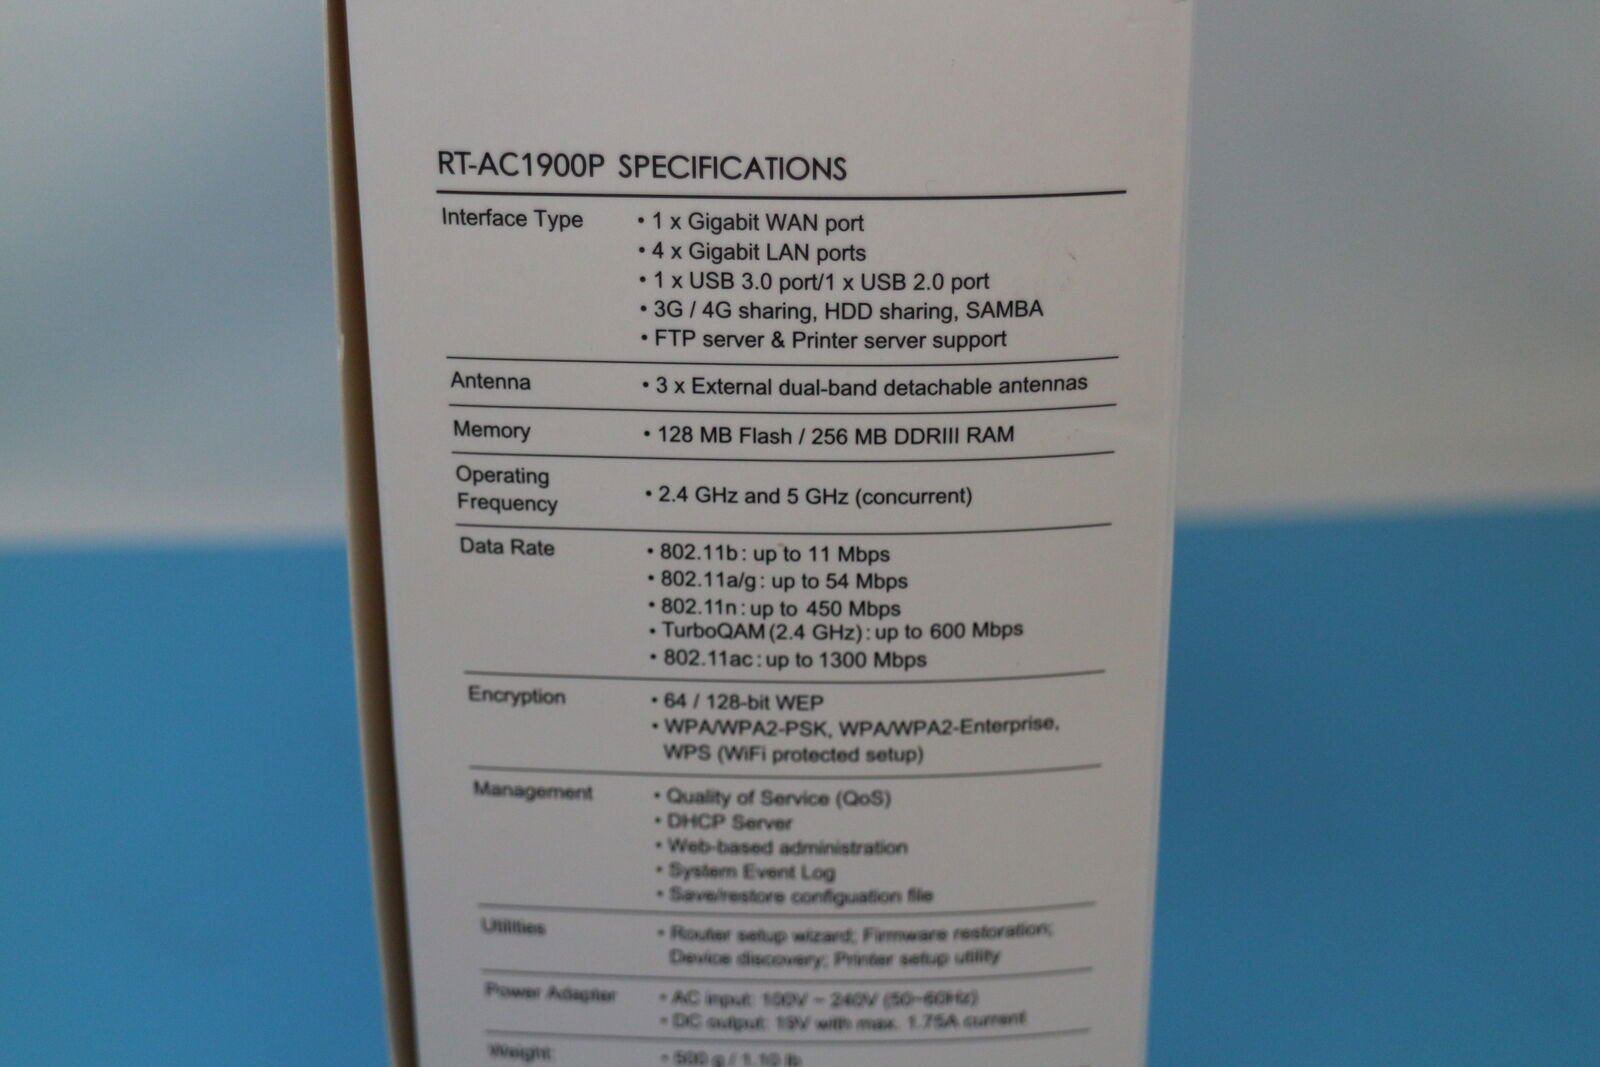 RT-AC1900P SPECIFICATIONS
Interface Type
• 1 x Gigabit WAN port
• 4 x Gigabit LAN ports
• 1 x USB 3.0 port/1 x USB 2.0 port
• 3G / 4G sharing, HDD sharing, SAMBA
• FTP server & Printer server support
Antenna
• 3 x External dual-band detachable antennas
Memory
• 128 MB Flash / 256 MB DDRIII RAM
Operating
Frequency
• 2.4 GHz and 5 GHz (concurrent)
Data Rate
• 802.11b: up to 11 Mbps
• 802.11a/g: up to 54 Mbps
• 802.11n: up to 450 Mbps
• TurboQAM (2.4 GHz): up to 600 Mbps
• 802.11ac: up to 1300 Mbps
Encryption
• 64 / 128-bit WEP
• WPA/WPA2-PSK, WPA/WPA2-Enterprise,
WPS (WiFi protected setup)
Management
• Quality of Service (QoS)
• DHCP Server
• Web-based administration
• System Event Log
• Save/restore configuation file
Utilities
• Router setup wizard; Firmware restoration;
Device discovery; Printer setup utility
Power Adapter
• AC input: 100V ~ 240V (50~60Hz)
• DC output: 19V with max. 1.75A current
Weight:
• g / 1.10 lb